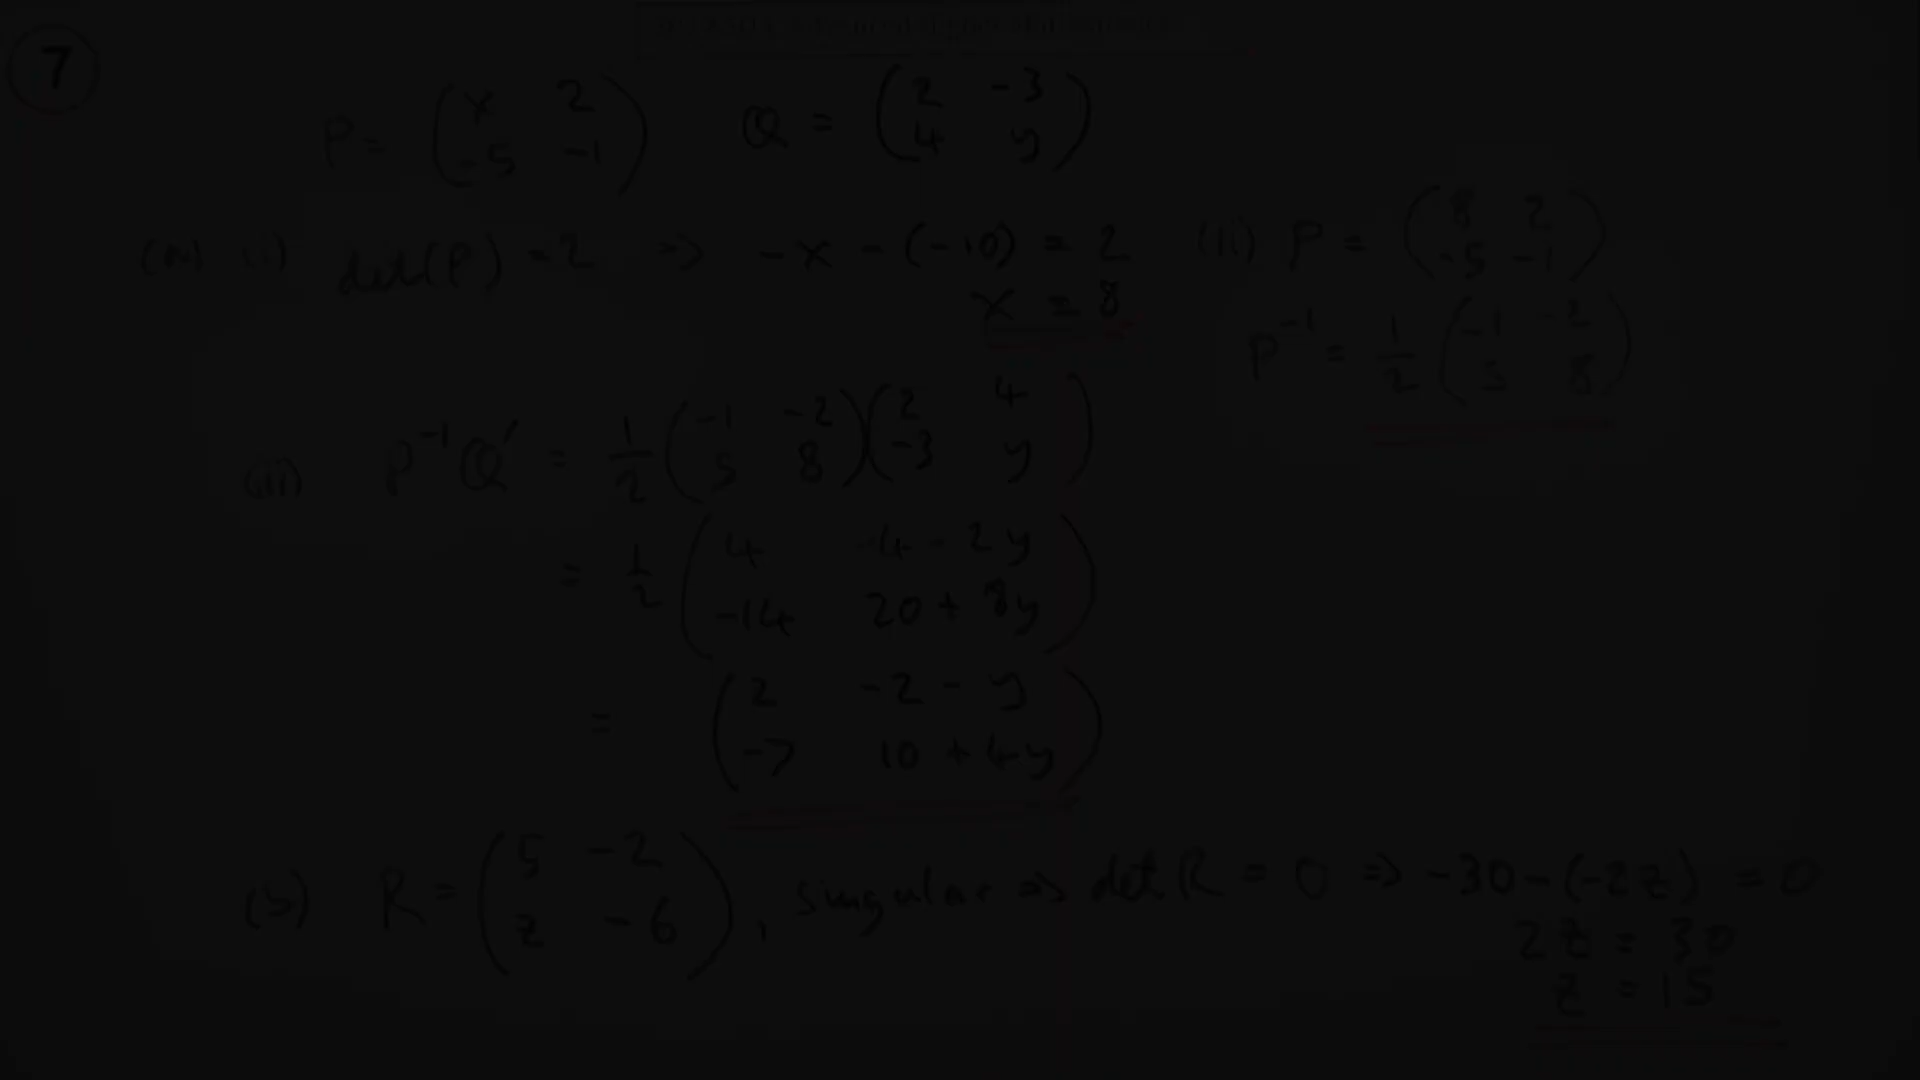 7
P = ( x 2 ; -5 -1 ) Q = ( 2 -3 ; 4 y )
(a) (i) det(P) = 2 => -x - (-10) = 2
x = 8
(ii) P = ( 8 2 ; -5 -1 )
P⁻¹ = 1/2 ( -1 -2 ; 5 8 )
(iii) P⁻¹Q′ = 1/2 ( -1 -2 ; 5 8 )( 2 4 ; -3 y )
= 1/2 ( 4 -4 - 2y ; -14 20 + 8y )
= ( 2 -2 - y ; -7 10 + 4y )
(b) R = ( 5 -2 ; z -6 ), singular => det R = 0 => -30 - (-2z) = 0
2z = 30
z = 15